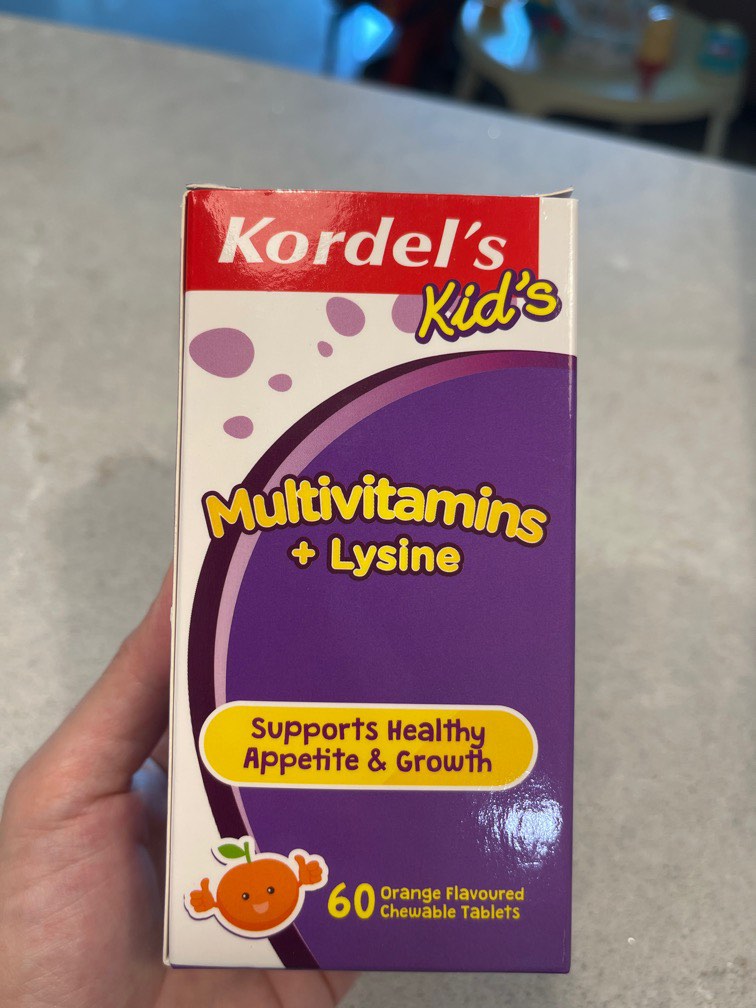 Kordel's
Kid's
Multivitamins
+ Lysine
Supports Healthy
Appetite & Growth
60 Orange Flavoured
Chewable Tablets